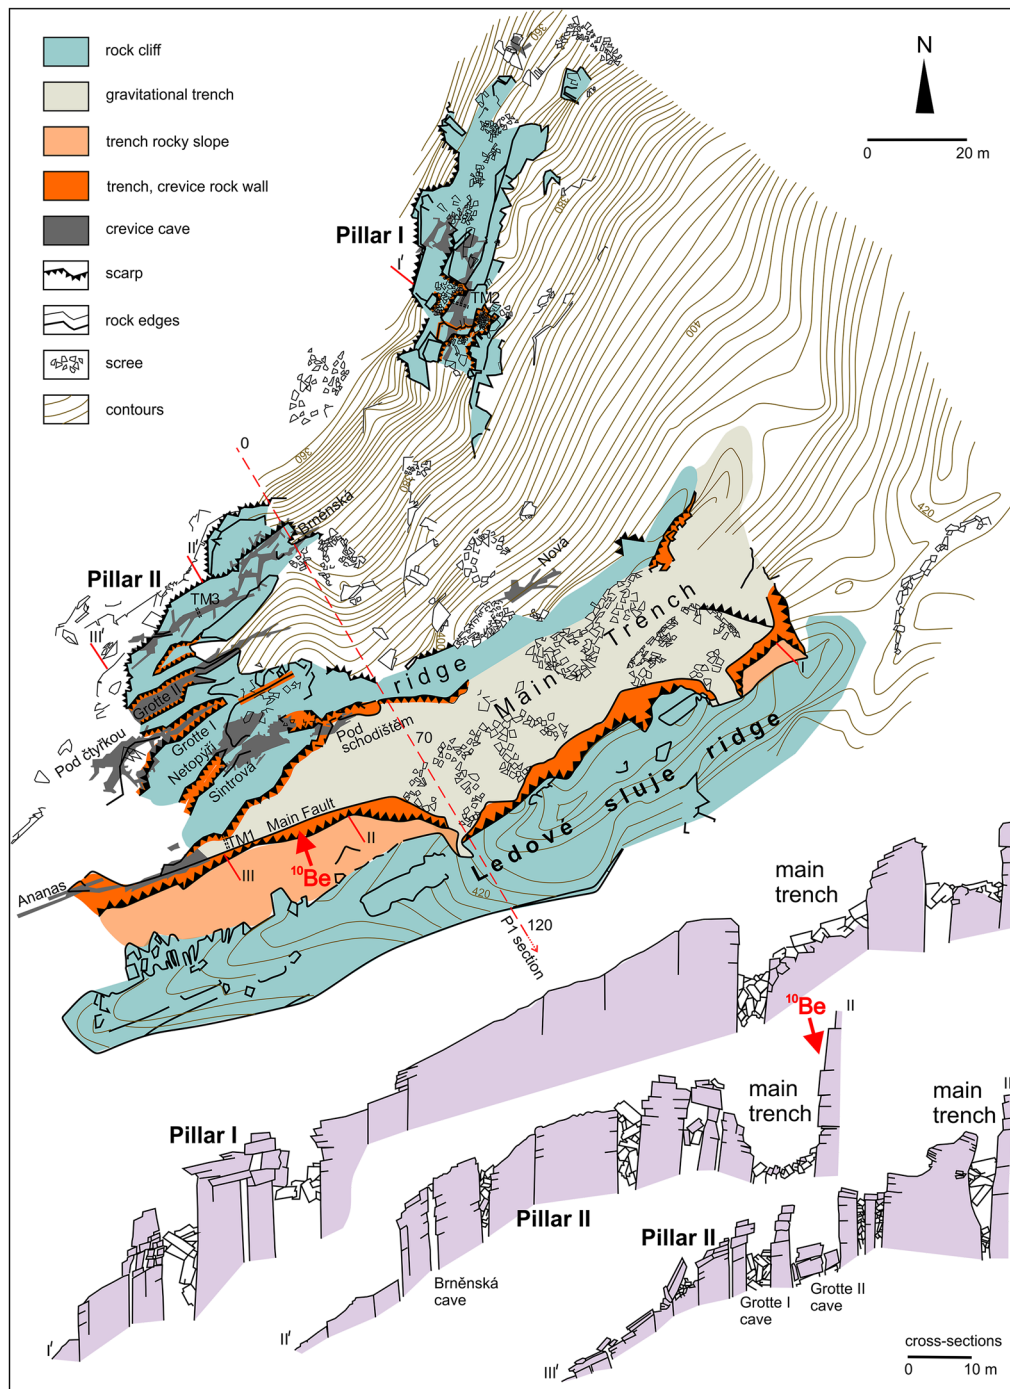 rock cliff
gravitational trench
trench rocky slope
trench, crevice rock wall
crevice cave
scarp
rock edges
scree
contours
N
0 20 m
360
380
400
420
Pillar I
I'
TM2
0
360
380
Brněnská
II'
Pillar II
TM3
III'
Nová
400
ridge
Main Trench
Grotte II
Pod čtyřkou
Grotte I
Netopýří
Sintrová
Pod schodištěm
70
Ledové sluje ridge
TM1
Main Fault
II
III
10Be
Ananas
420
120
P1 section
main
trench
10Be
II
main
trench
main
trench
Pillar I
Pillar II
Pillar II
Brněnská
cave
Grotte I
cave
Grotte II
cave
I'
II'
III'
cross-sections
0 10 m